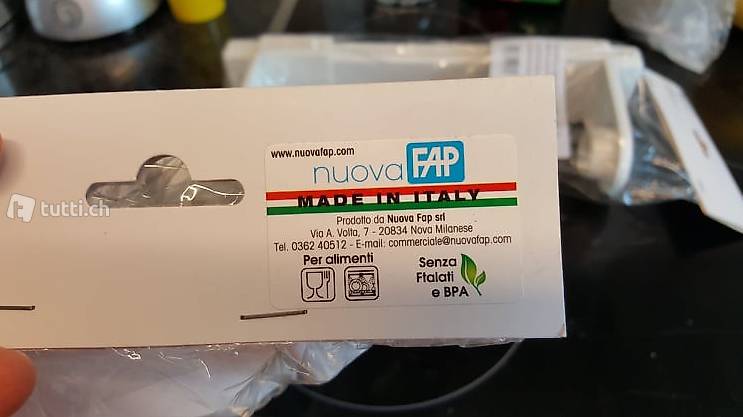 www.nuovafap.com
nuova FAP
MADE IN ITALY
Prodotto da Nuova Fap srl
Via A. Volta, 7 - 20834 Nova Milanese
Tel. 0362 40512 - E-mail: commerciale@nuovafap.com
Per alimenti
Senza
Ftalati
e BPA
tutti.ch